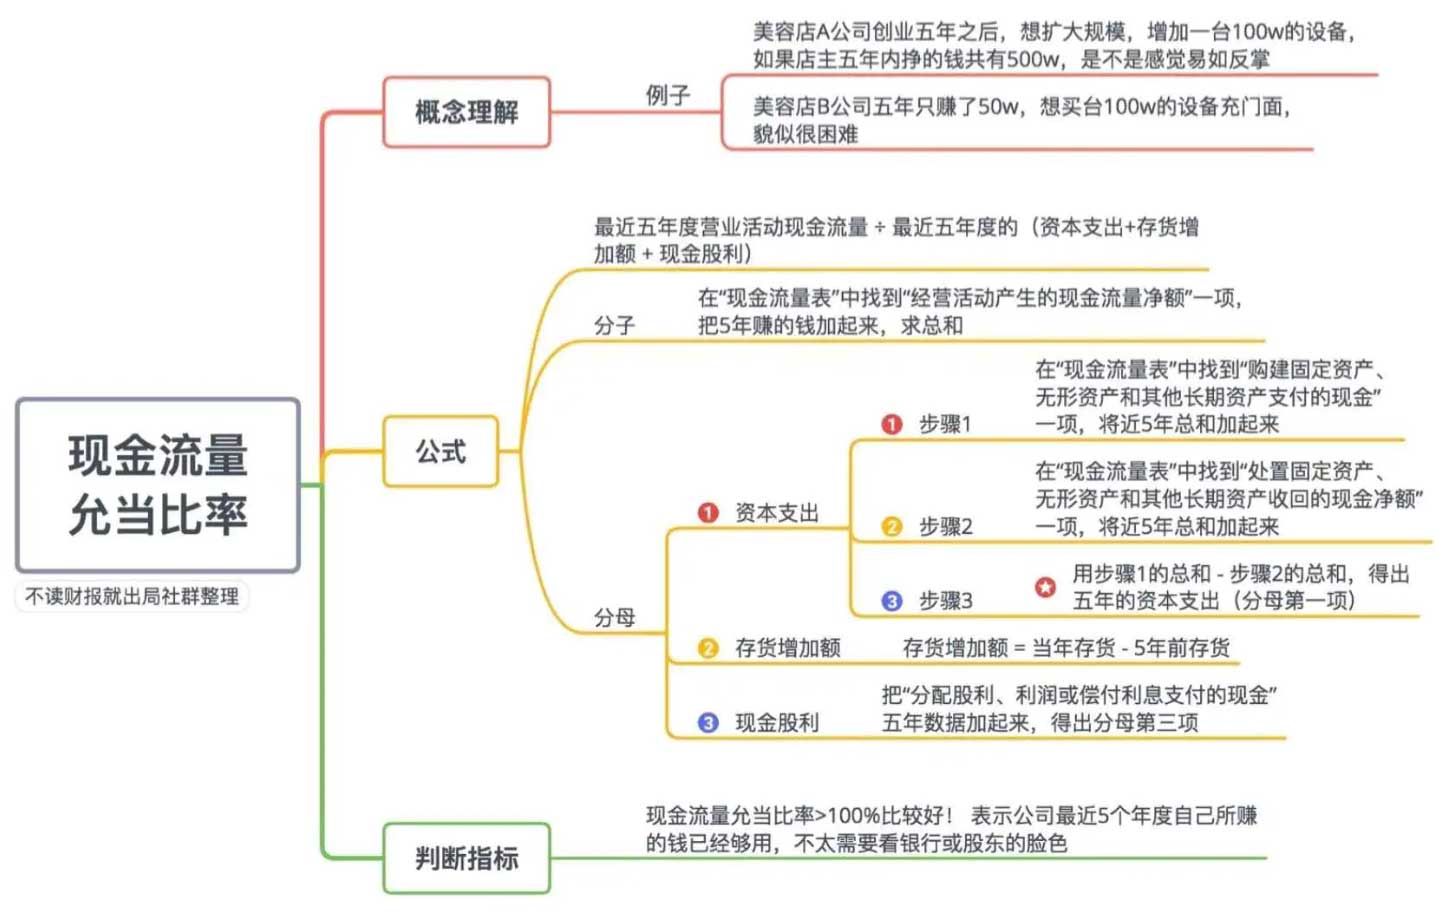 现金流量
允当比率
不读财报就出局社群整理
概念理解
例子
美容店A公司创业五年之后，想扩大规模，增加一台100w的设备，
如果店主五年内挣的钱共有500w，是不是感觉易如反掌
美容店B公司五年只赚了50w，想买台100w的设备充门面，
貌似很困难
公式
最近五年度营业活动现金流量 ÷ 最近五年度的（资本支出+存货增
加额 + 现金股利）
分子
在“现金流量表”中找到“经营活动产生的现金流量净额”一项，
把5年赚的钱加起来，求总和
分母
1 资本支出
1 步骤1
在“现金流量表”中找到“购建固定资产、
无形资产和其他长期资产支付的现金”
一项，将近5年总和加起来
2 步骤2
在“现金流量表”中找到“处置固定资产、
无形资产和其他长期资产收回的现金净额”
一项，将近5年总和加起来
3 步骤3
用步骤1的总和 - 步骤2的总和，得出
五年的资本支出（分母第一项）
2 存货增加额
存货增加额 = 当年存货 - 5年前存货
3 现金股利
把“分配股利、利润或偿付利息支付的现金”
五年数据加起来，得出分母第三项
判断指标
现金流量允当比率>100%比较好！ 表示公司最近5个年度自己所赚
的钱已经够用，不太需要看银行或股东的脸色